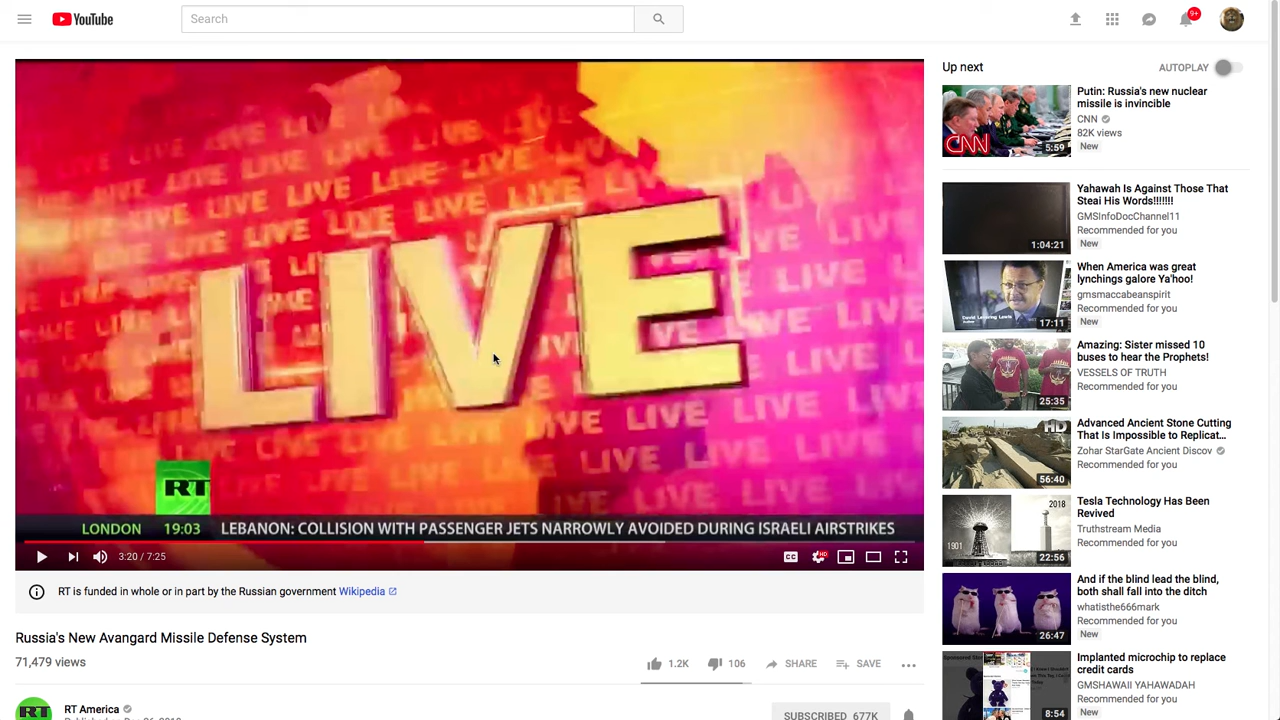 YouTube
Search
9+
LIVE
RT
LONDON 19:03 LEBANON: COLLISION WITH PASSENGER JETS NARROWLY AVOIDED DURING ISRAELI AIRSTRIKES
3:20 / 7:25
CC
HD
RT is funded in whole or in part by the Russian government Wikipedia
Russia's New Avangard Missile Defense System
71,479 views
1.2K
106
SHARE
SAVE
RT America
SUBSCRIBED 677K
Up next
AUTOPLAY
CNN
5:59
Putin: Russia's new nuclear
missile is invincible
CNN
82K views
New
1:04:21
Yahawah Is Against Those That
Steal His Words!!!!!!!
GMSInfoDocChannel11
Recommended for you
New
17:11
When America was great
lynchings galore Ya'hoo!
gmsmaccabeanspirit
Recommended for you
New
25:35
Amazing: Sister missed 10
buses to hear the Prophets!
VESSELS OF TRUTH
Recommended for you
HD
56:40
Advanced Ancient Stone Cutting
That Is Impossible to Replicat...
Zohar StarGate Ancient Discov
Recommended for you
2018
1901
22:56
Tesla Technology Has Been
Revived
Truthstream Media
Recommended for you
26:47
And if the blind lead the blind,
both shall fall into the ditch
whatisthe666mark
Recommended for you
New
8:54
Implanted microchip to replace
credit cards
GMSHAWAII YAHAWADAH
Recommended for you
New